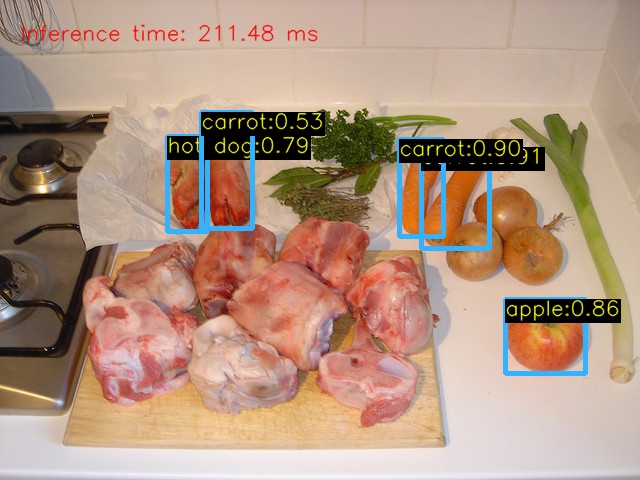 Inference time: 211.48 ms
carrot:0.53
hot dog:0.79
carrot:0.90
apple:0.86